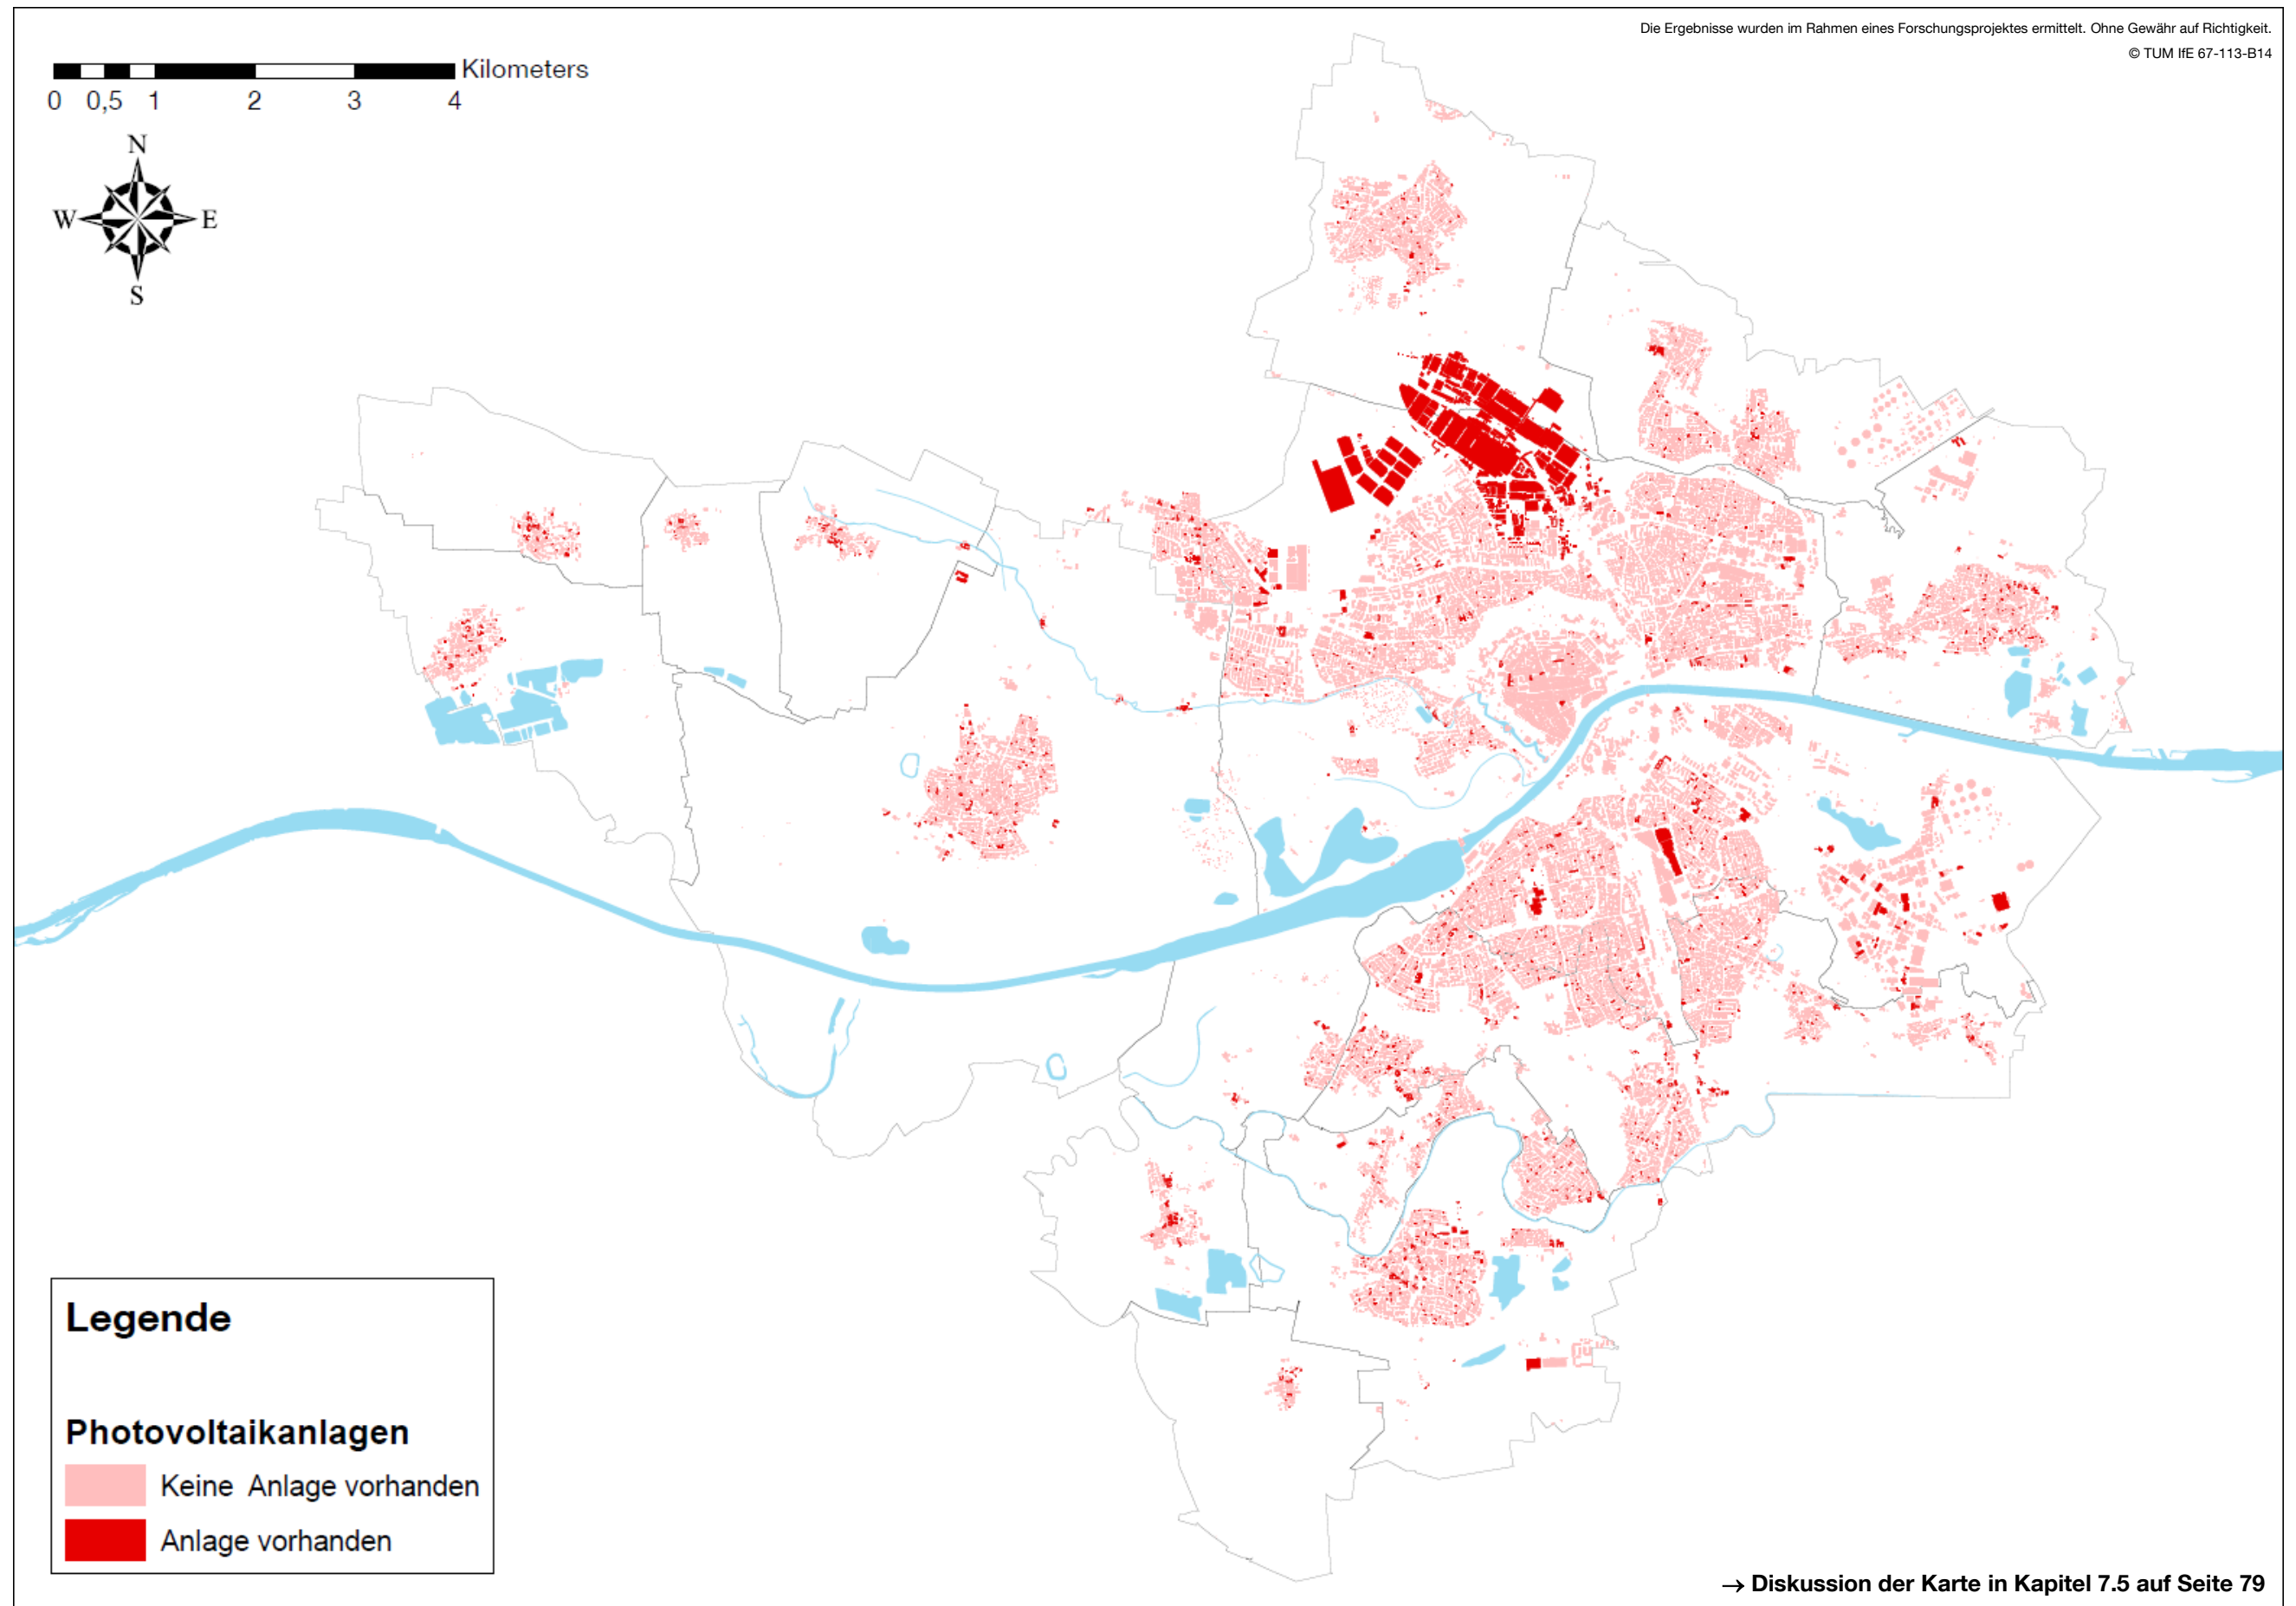 Die Ergebnisse wurden im Rahmen eines Forschungsprojektes ermittelt. Ohne Gewähr auf Richtigkeit.
© TUM IfE 67-113-B14
Kilometers
0 0,5 1 2 3 4
N
W E
S
Legende
Photovoltaikanlagen
Keine Anlage vorhanden
Anlage vorhanden
→ Diskussion der Karte in Kapitel 7.5 auf Seite 79